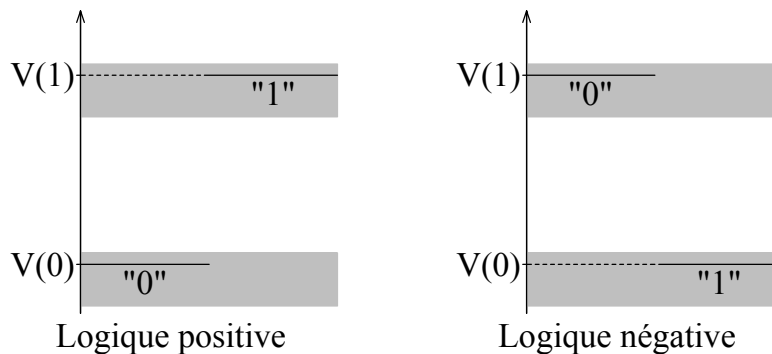 V(1)
"1"
V(0)
"0"
Logique positive
V(1)
"0"
V(0)
"1"
Logique négative